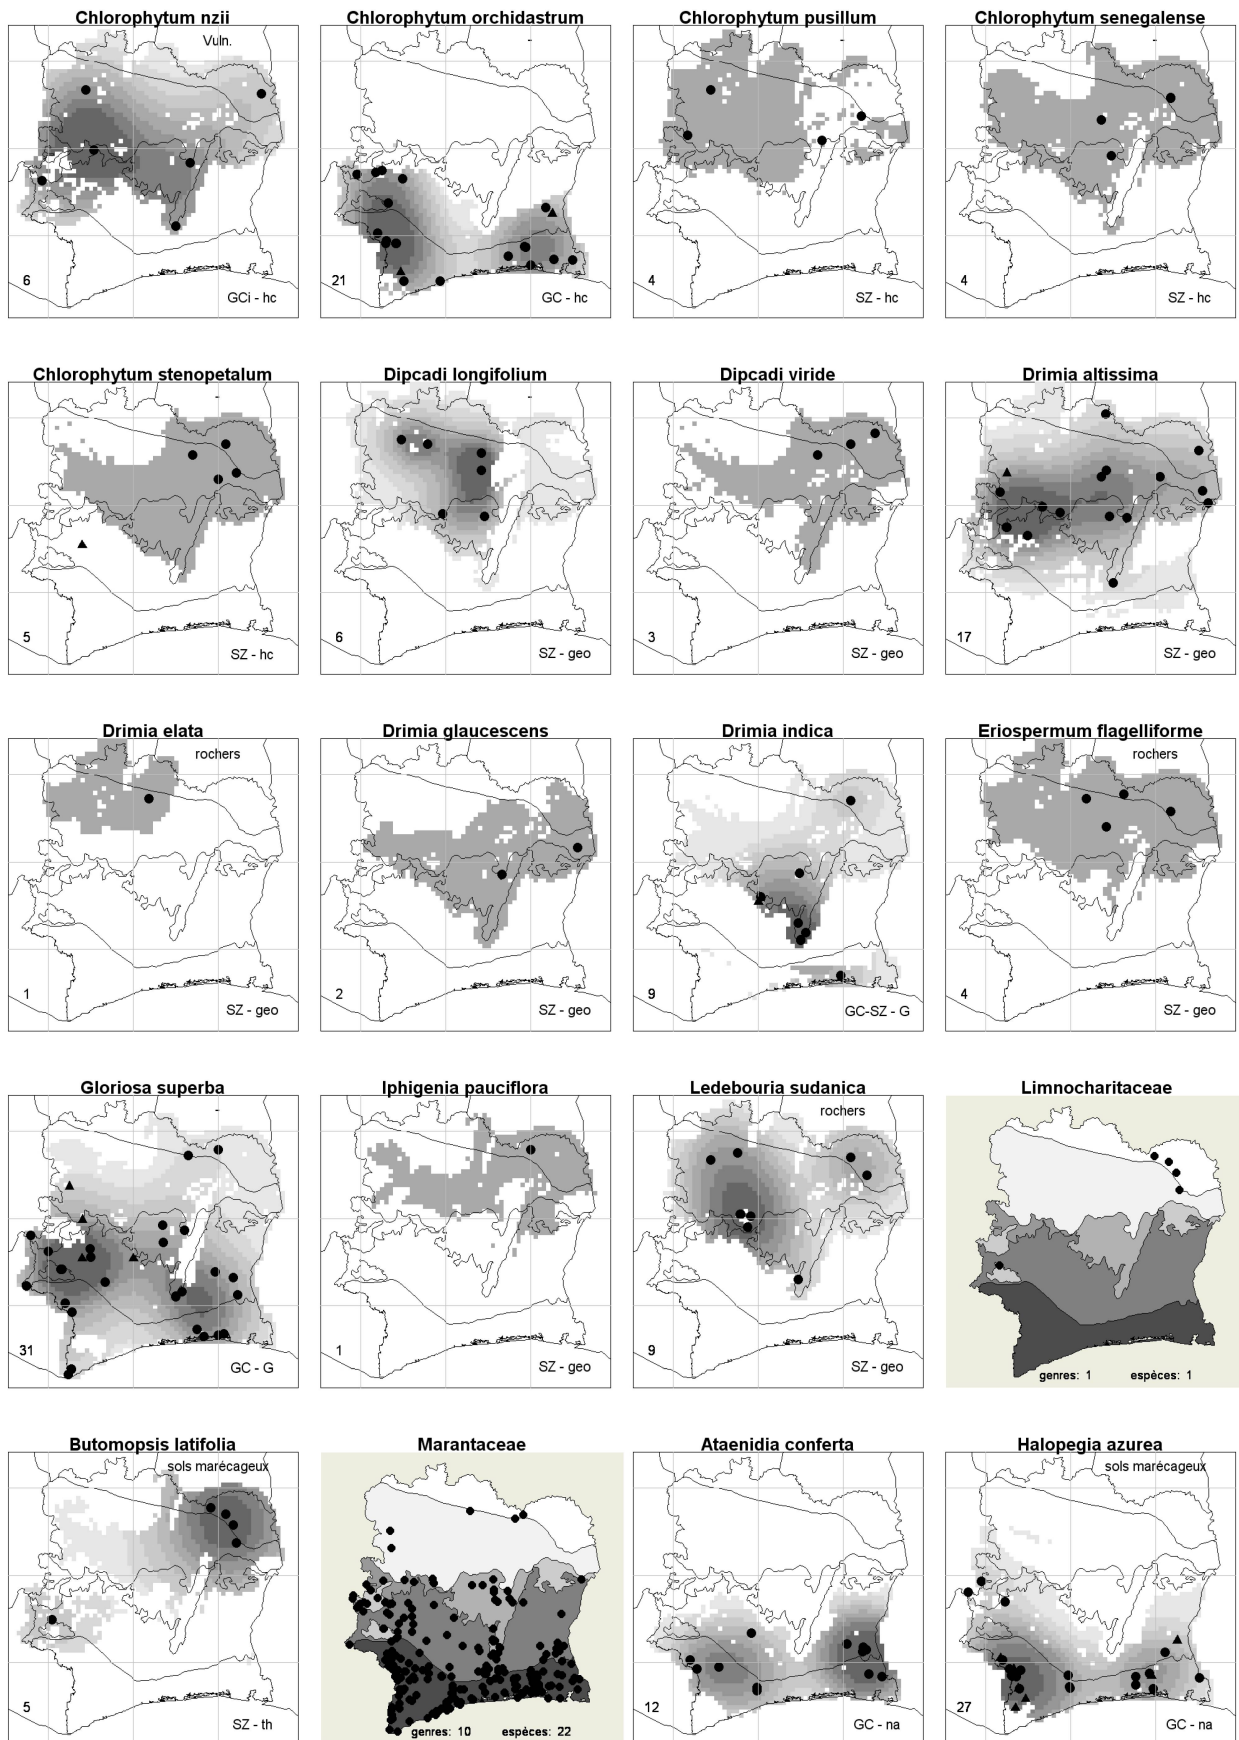 Chlorophytum nzii
Vuln.
6
GCi - hc
Chlorophytum orchidastrum
21
GC - hc
Chlorophytum pusillum
4
SZ - hc
Chlorophytum senegalense
4
SZ - hc
Chlorophytum stenopetalum
5
SZ - hc
Dipcadi longifolium
6
SZ - geo
Dipcadi viride
3
SZ - geo
Drimia altissima
17
SZ - geo
Drimia elata
rochers
1
SZ - geo
Drimia glaucescens
2
SZ - geo
Drimia indica
9
GC-SZ - G
Eriospermum flagelliforme
rochers
4
SZ - geo
Gloriosa superba
31
GC - G
Iphigenia pauciflora
1
SZ - geo
Ledebouria sudanica
rochers
9
SZ - geo
Limnocharitaceae
genres: 1 espèces: 1
Butomopsis latifolia
sols marécageux
5
SZ - th
Marantaceae
genres: 10 espèces: 22
Ataenidia conferta
12
GC - na
Halopegia azurea
sols marécageux
27
GC - na